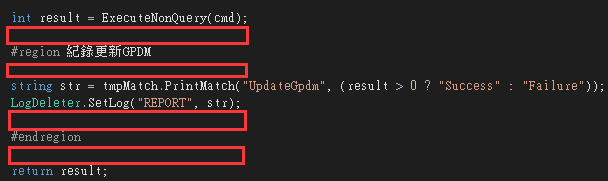 int result = ExecuteNonQuery(cmd);
#region 紀錄更新GPDM
string str = tmpMatch.PrintMatch("UpdateGpdm", (result > 0 ? "Success" : "Failure"));
LogDeleter.SetLog("REPORT", str);
#endregion
return result;